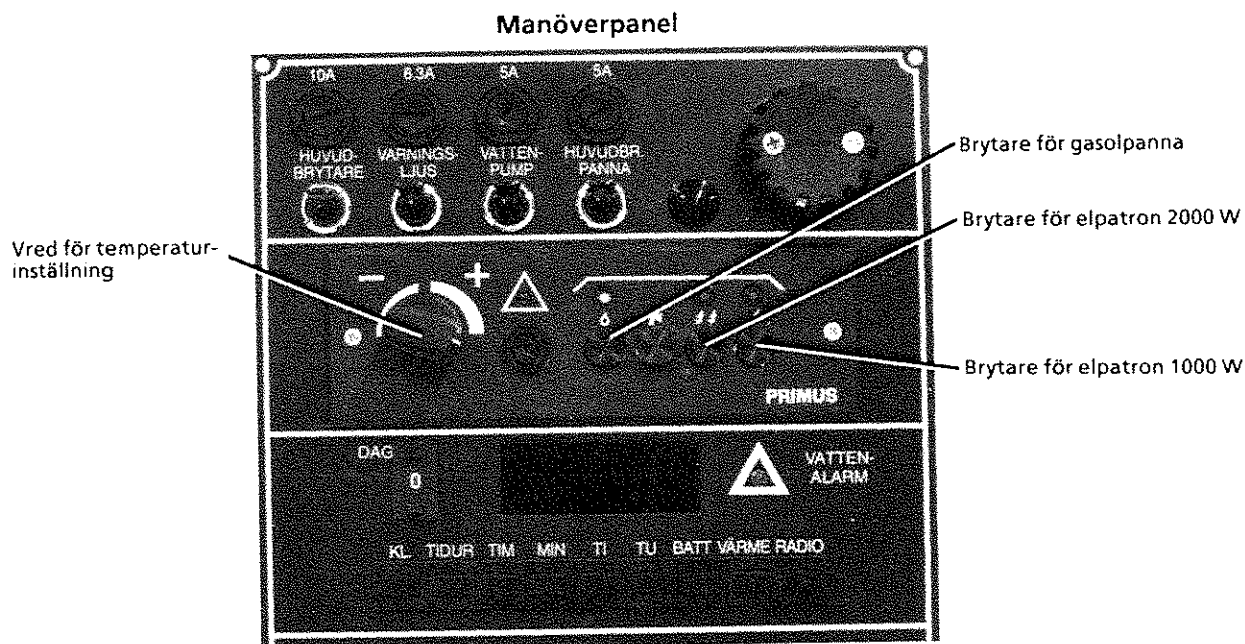 Manöverpanel
10A 6.3A 5A 5A
HUVUD-
BRYTARE
VARNINGS-
LJUS
VATTEN-
PUMP
HUVUDBR.
PANNA
Brytare för gasolpanna
Brytare för elpatron 2000 W
Vred för temperatur-
inställning
− +
Brytare för elpatron 1000 W
PRIMUS
DAG
0
VATTEN-
ALARM
KL. TIDUR TIM MIN TI TU BATT VÄRME RADIO